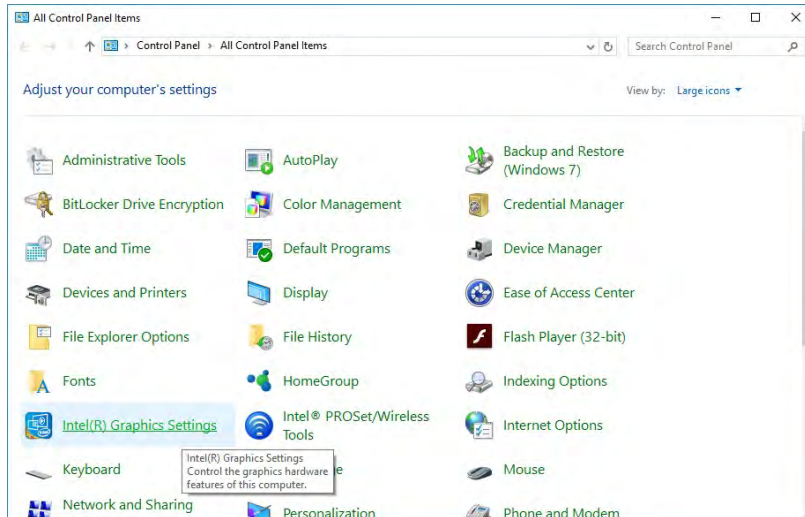 All Control Panel Items
Control Panel > All Control Panel Items
Search Control Panel
Adjust your computer's settings
View by: Large icons
Administrative Tools
AutoPlay
Backup and Restore
(Windows 7)
BitLocker Drive Encryption
Color Management
Credential Manager
Date and Time
Default Programs
Device Manager
Devices and Printers
Display
Ease of Access Center
File Explorer Options
File History
Flash Player (32-bit)
Fonts
HomeGroup
Indexing Options
Intel(R) Graphics Settings
Intel® PROSet/Wireless
Tools
Internet Options
Keyboard
Intel(R) Graphics Settings
Control the graphics hardware
features of this computer.
Mouse
Network and Sharing
Personalization
Phone and Modem